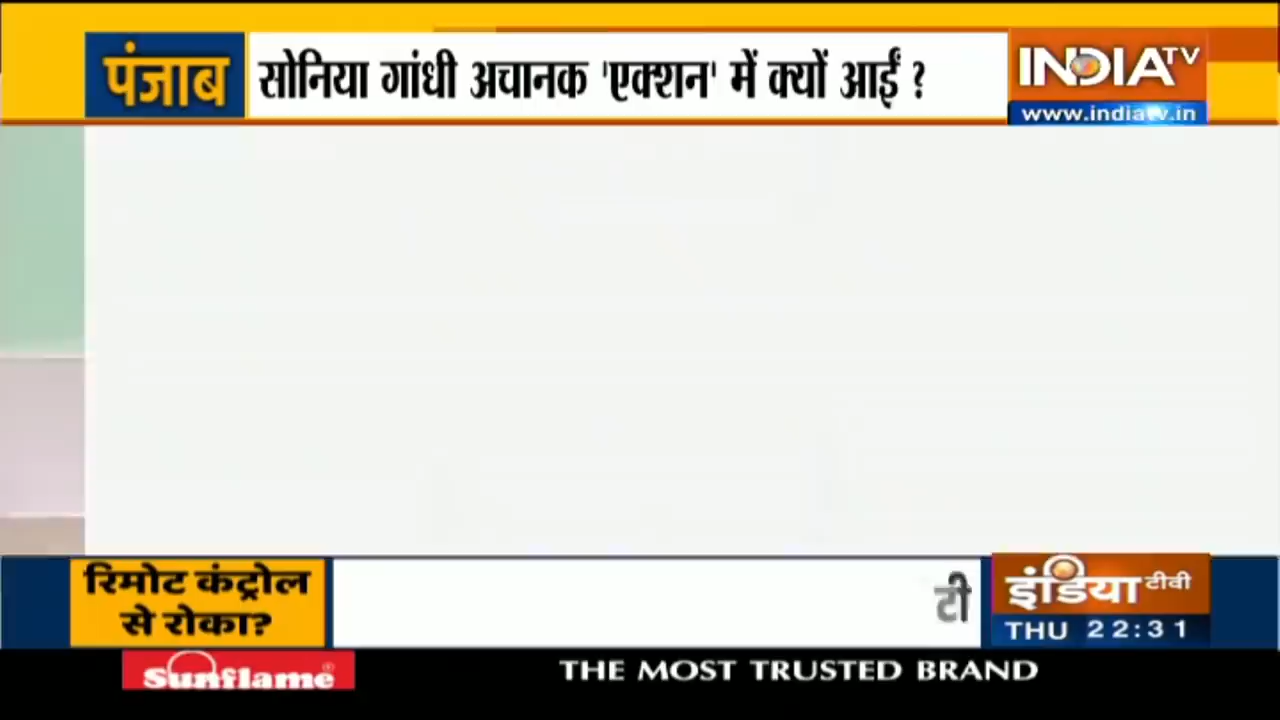 पंजाब
सोनिया गांधी अचानक 'एक्शन' में क्यों आईं ?
INDIA TV
www.indiatv.in
रिमोट कंट्रोल
से रोका?
टी
इंडिया टीवी
THU 22:31
Sunflame®
THE MOST TRUSTED BRAND